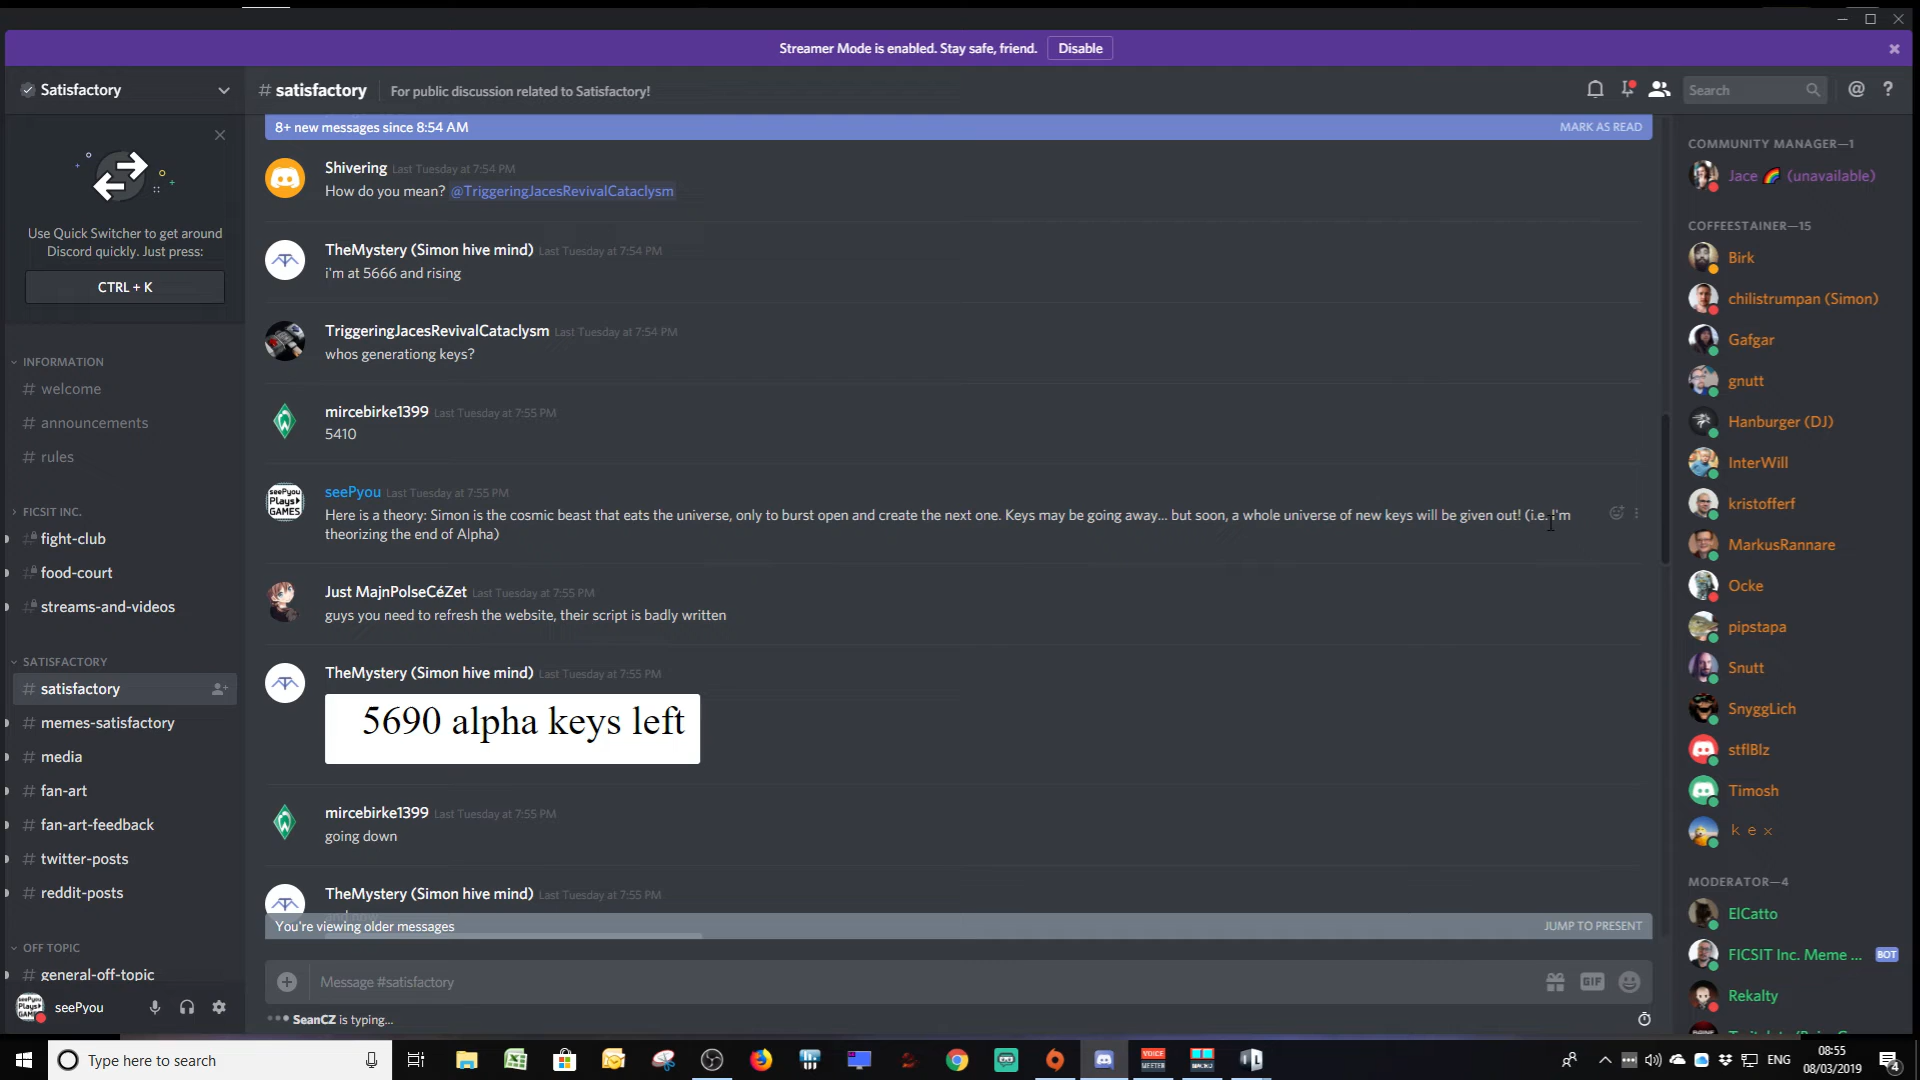 Streamer Mode is enabled. Stay safe, friend.
Disable
Satisfactory
# satisfactory
For public discussion related to Satisfactory!
Search
8+ new messages since 8:54 AM
MARK AS READ
Use Quick Switcher to get around
Discord quickly. Just press:
CTRL + K
INFORMATION
# welcome
# announcements
# rules
FICSIT INC.
# fight-club
# food-court
# streams-and-videos
SATISFACTORY
# satisfactory
# memes-satisfactory
# media
# fan-art
# fan-art-feedback
# twitter-posts
# reddit-posts
OFF TOPIC
# general-off-topic
seePyou
Shivering Last Tuesday at 7:54 PM
How do you mean? @TriggeringJacesRevivalCataclysm
TheMystery (Simon hive mind) Last Tuesday at 7:54 PM
i'm at 5666 and rising
TriggeringJacesRevivalCataclysm Last Tuesday at 7:54 PM
whos generationg keys?
mircebirke1399 Last Tuesday at 7:55 PM
5410
seePyou Plays GAMES
seePyou Last Tuesday at 7:55 PM
Here is a theory: Simon is the cosmic beast that eats the universe, only to burst open and create the next one. Keys may be going away... but soon, a whole universe of new keys will be given out! (i.e. I'm
theorizing the end of Alpha)
Just MajnPolseCéZet Last Tuesday at 7:55 PM
guys you need to refresh the website, their script is badly written
TheMystery (Simon hive mind) Last Tuesday at 7:55 PM
5690 alpha keys left
mircebirke1399 Last Tuesday at 7:55 PM
going down
TheMystery (Simon hive mind) Last Tuesday at 7:55 PM
You're viewing older messages
JUMP TO PRESENT
Message #satisfactory
GIF
SeanCZ is typing...
COMMUNITY MANAGER—1
Jace 🌈 (unavailable)
COFFEESTAINER—15
Birk
chilistrumpan (Simon)
Gafgar
gnutt
Hanburger (DJ)
InterWill
kristofferf
MarkusRannare
Ocke
pipstapa
Snutt
SnyggLich
stflBlz
Timosh
k e x
MODERATOR—4
ElCatto
FICSIT Inc. Meme ... BOT
Rekalty
Type here to search
VOICE MEETER
ENG
08:55
08/03/2019
4